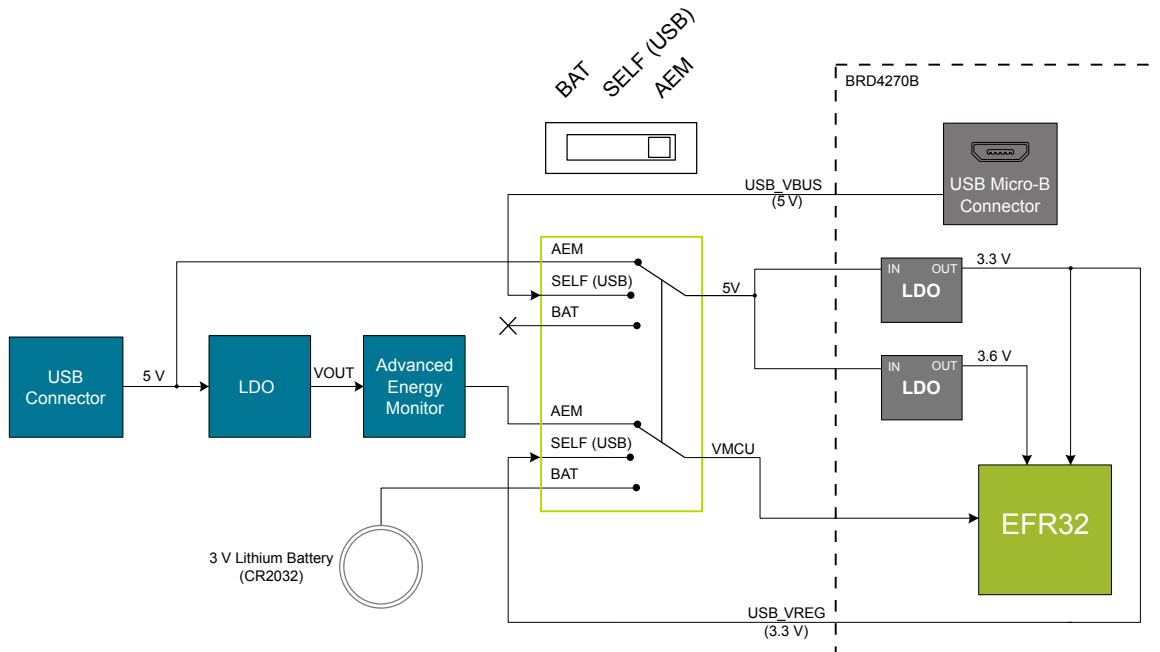 BAT
SELF (USB)
AEM
BRD4270B
USB Micro-B
Connector
USB_VBUS
(5 V)
AEM
SELF (USB)
BAT
5V
IN OUT
LDO
3.3 V
IN OUT
LDO
3.6 V
USB
Connector
5 V
LDO
VOUT
Advanced
Energy
Monitor
AEM
SELF (USB)
BAT
VMCU
EFR32
3 V Lithium Battery
(CR2032)
USB_VREG
(3.3 V)